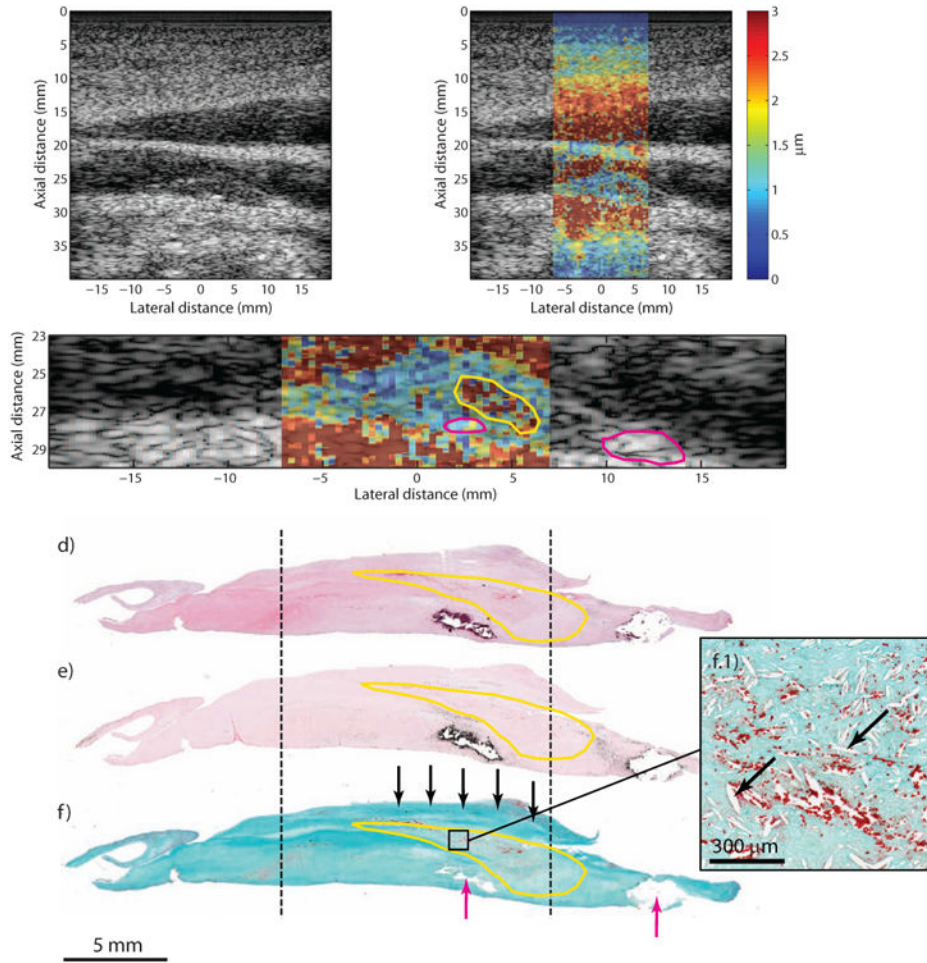 0
5
10
15
20
25
30
35
Axial distance (mm)
−15 −10 −5 0 5 10 15
Lateral distance (mm)
0
5
10
15
20
25
30
35
Axial distance (mm)
−15 −10 −5 0 5 10 15
Lateral distance (mm)
3
2.5
2
1.5
1
0.5
0
μm
23
25
27
29
Axial distance (mm)
−15 −10 −5 0 5 10 15
Lateral distance (mm)
d)
e)
f)
f.1)
300 μm
5 mm